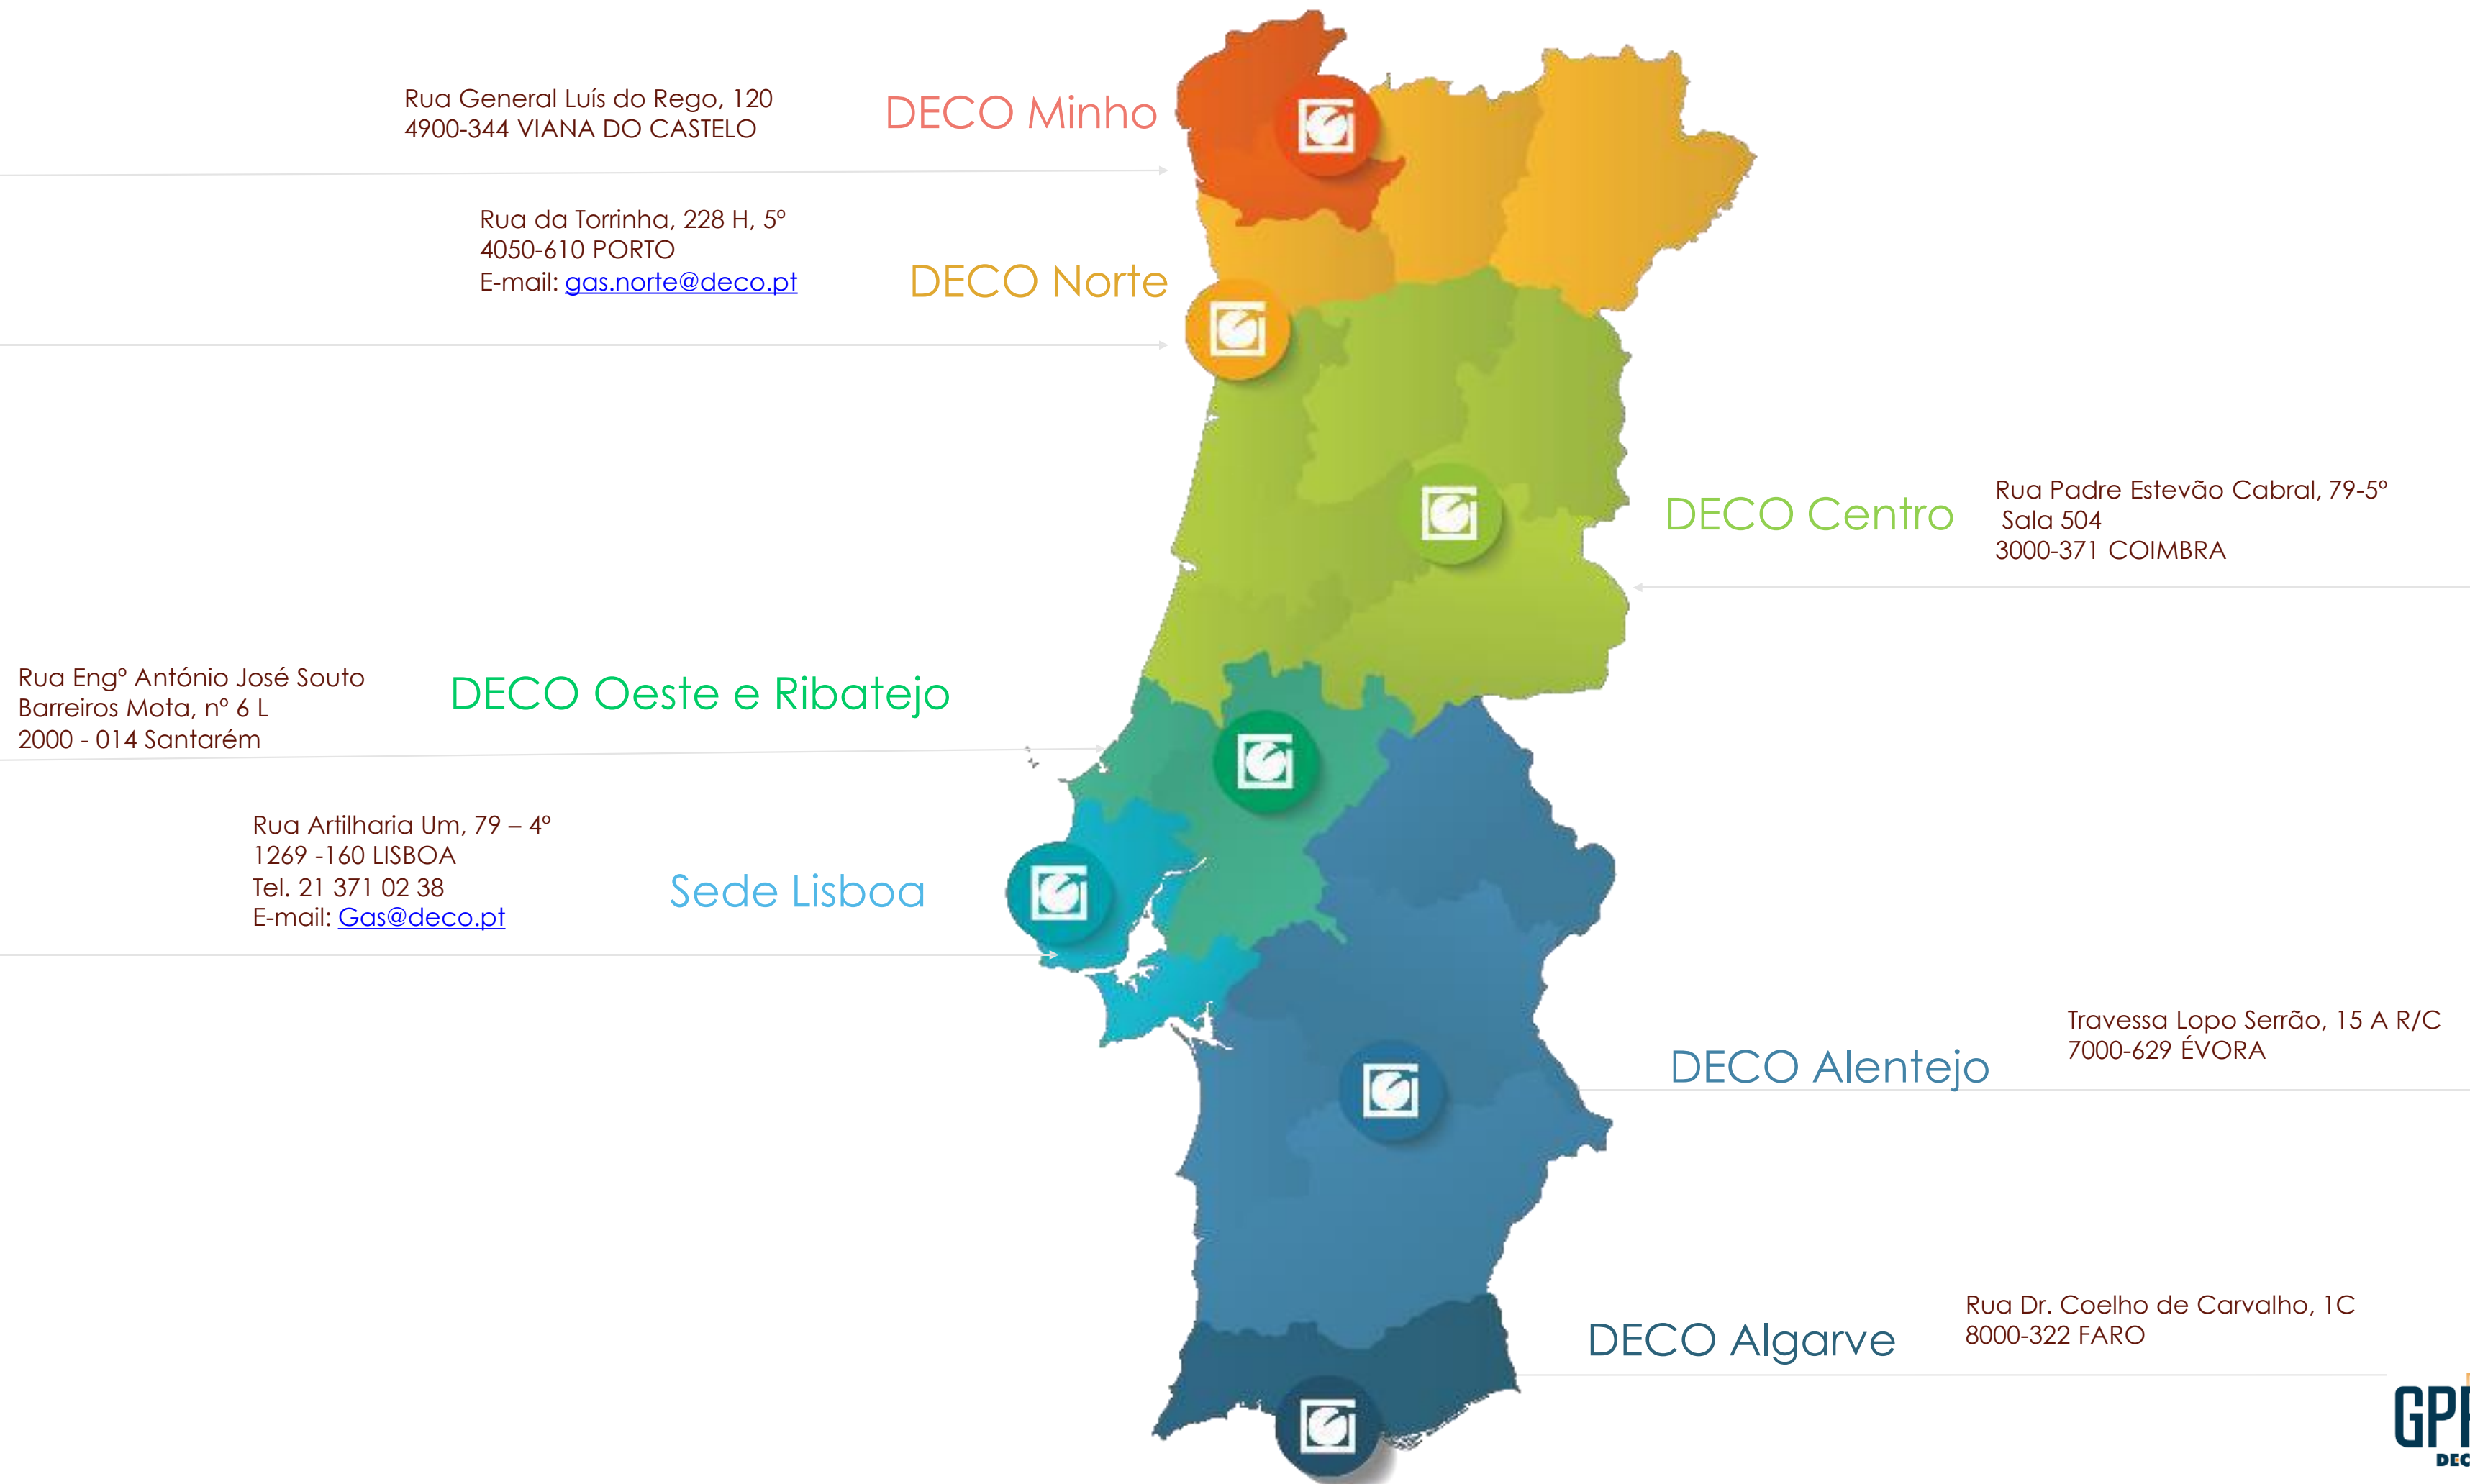 Rua General Luís do Rego, 120
4900-344 VIANA DO CASTELO
DECO Minho
Rua da Torrinha, 228 H, 5º
4050-610 PORTO
E-mail: gas.norte@deco.pt
DECO Norte
DECO Centro
Rua Padre Estevão Cabral, 79-5º
Sala 504
3000-371 COIMBRA
Rua Engº António José Souto
Barreiros Mota, nº 6 L
2000 - 014 Santarém
DECO Oeste e Ribatejo
Rua Artilharia Um, 79 – 4º
1269 -160 LISBOA
Tel. 21 371 02 38
E-mail: Gas@deco.pt
Sede Lisboa
DECO Alentejo
Travessa Lopo Serrão, 15 A R/C
7000-629 ÉVORA
DECO Algarve
Rua Dr. Coelho de Carvalho, 1C
8000-322 FARO